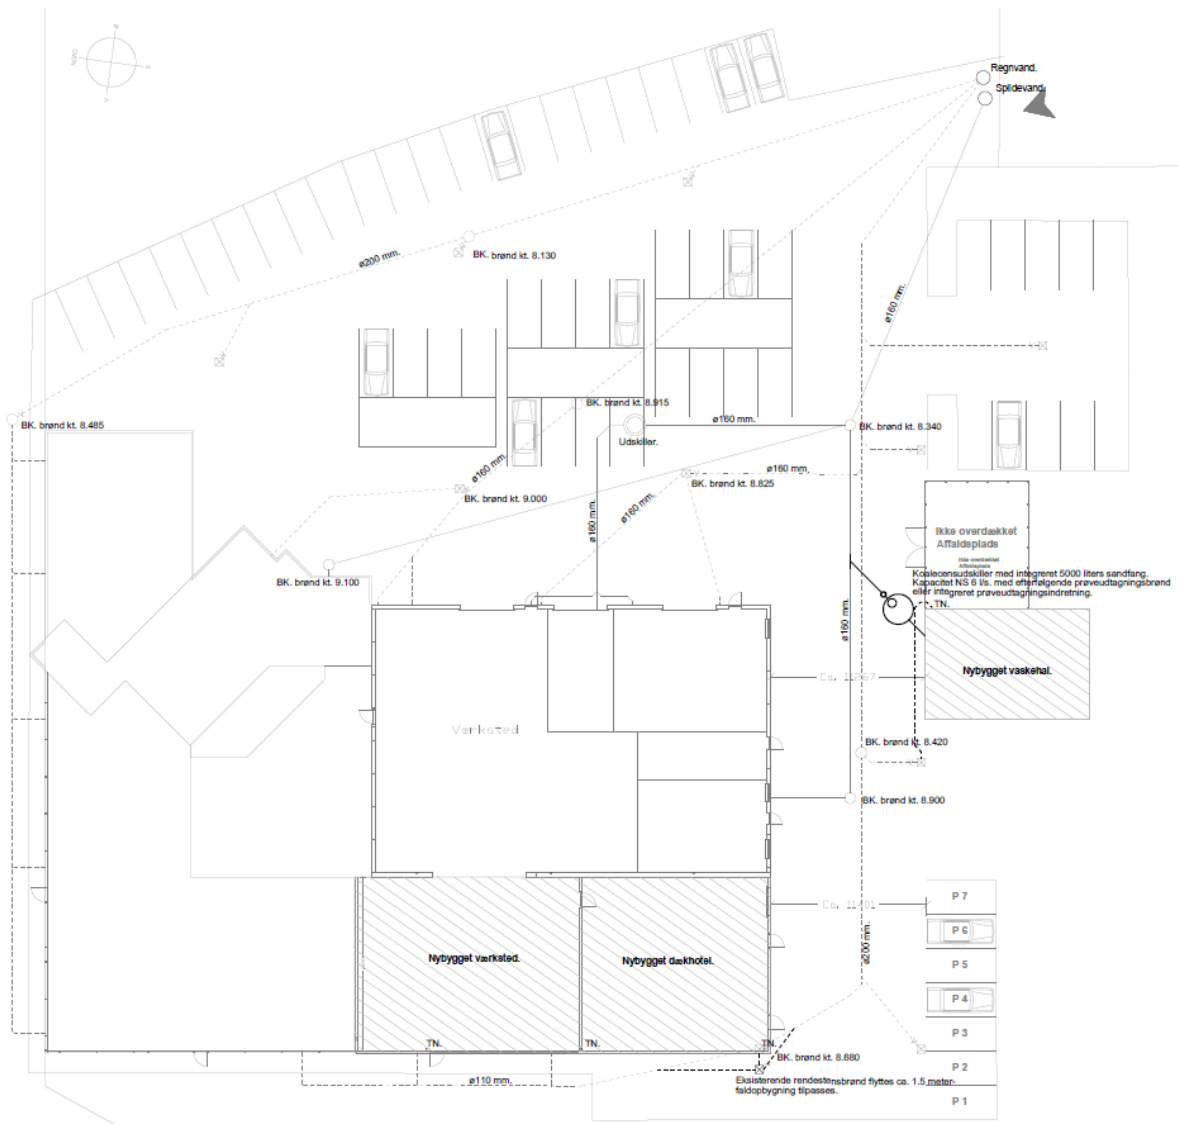 Regnvand.
Spildevand.
ø200 mm.
BK. brønd kt. 8.130
ø160 mm.
BK. brønd kt. 8.485
BK. brønd kt. 8.915
ø160 mm.
BK. brønd kt. 8.340
Udskiller.
ø160 mm.
ø160 mm.
BK. brønd kt. 8.825
BK. brønd kt. 9.000
ø160 mm.
ø160 mm.
Ikke overdækket
Affaldsplads
Ikke overdækket
Affaldsplads
BK. brønd kt. 9.100
Koalecensudskiller med integreret 5000 liters sandfang.
Kapacitet NS 6 l/s. med efterfølgende prøveudtagningsbrønd
eller integreret prøveudtagningsindretning.
TN.
ø160 mm.
Nybygget vaskehal.
Værksted
BK. brønd kt. 8.420
BK. brønd kt. 8.900
P 7
P 6
ø200 mm.
Nybygget værksted.
Nybygget dækhotel.
P 5
P 4
P 3
TN.
TN.
TN.
BK. brønd kt. 8.680
P 2
ø110 mm.
Eksisterende rendestensbrønd flyttes ca. 1.5 meter-
faldopbygning tilpasses.
P 1